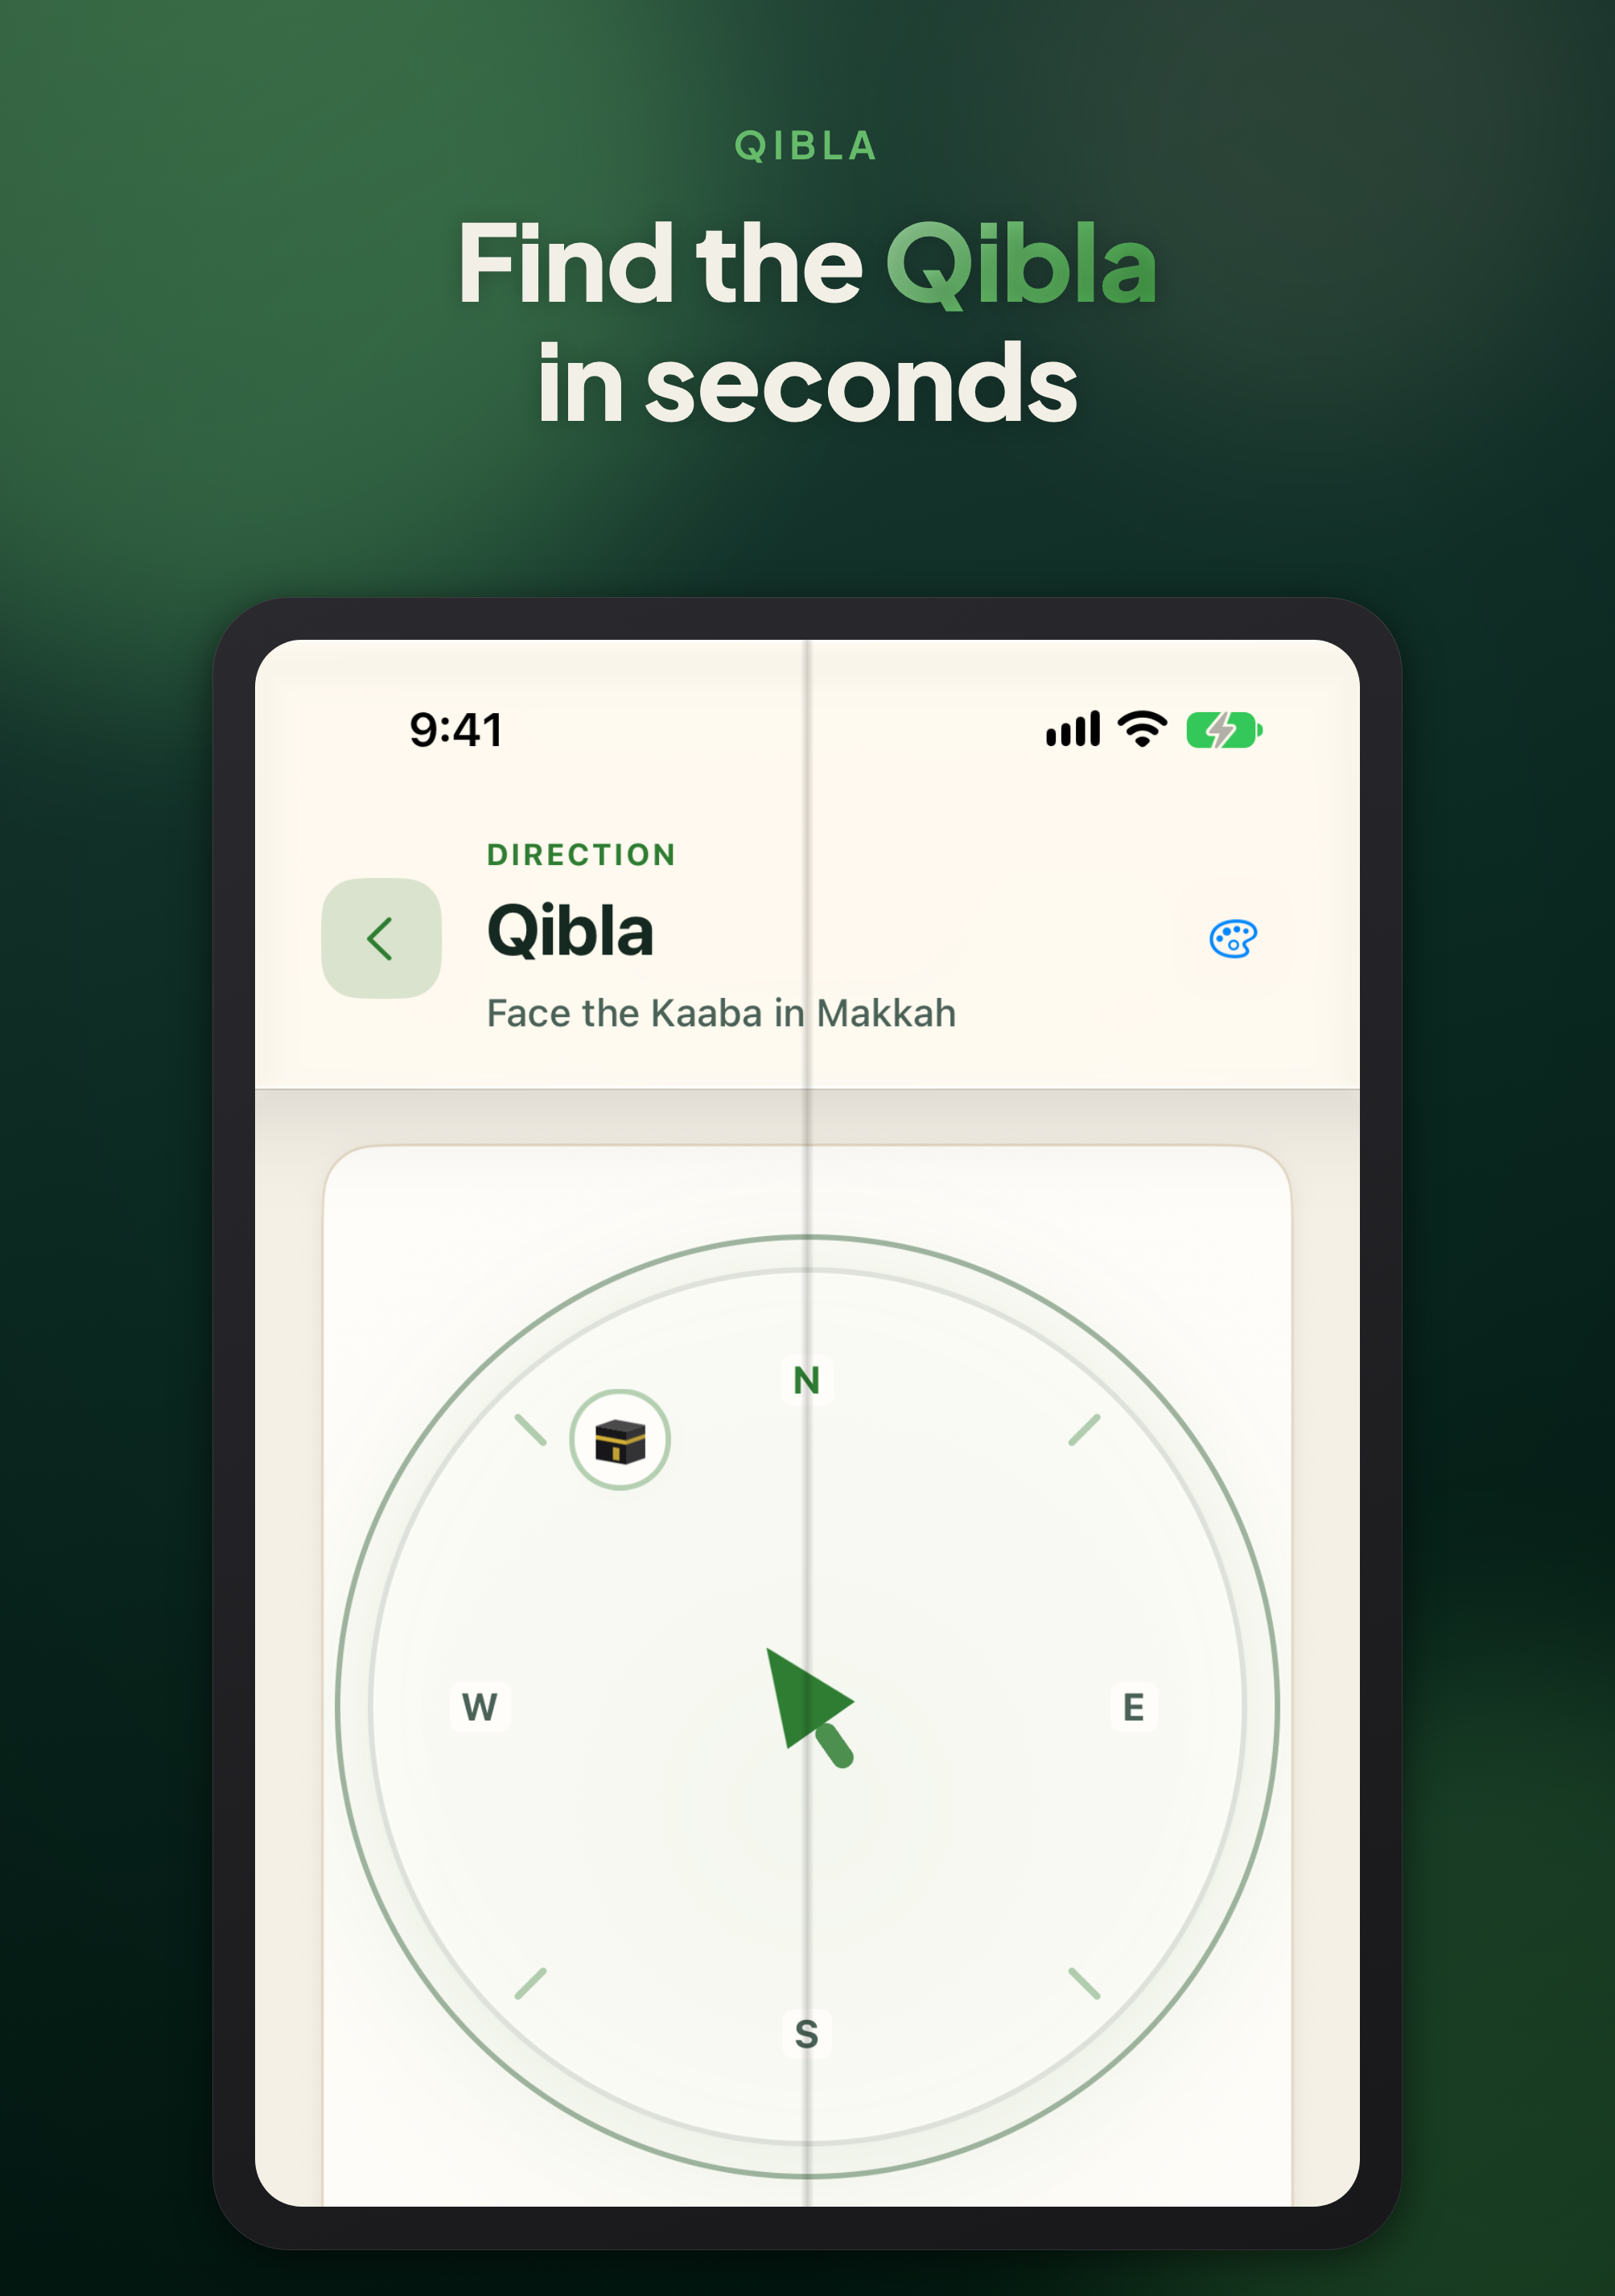 QIBLA
Find the Qibla
in seconds
9:41
DIRECTION
Qibla
Face the Kaaba in Makkah
N
W
E
S